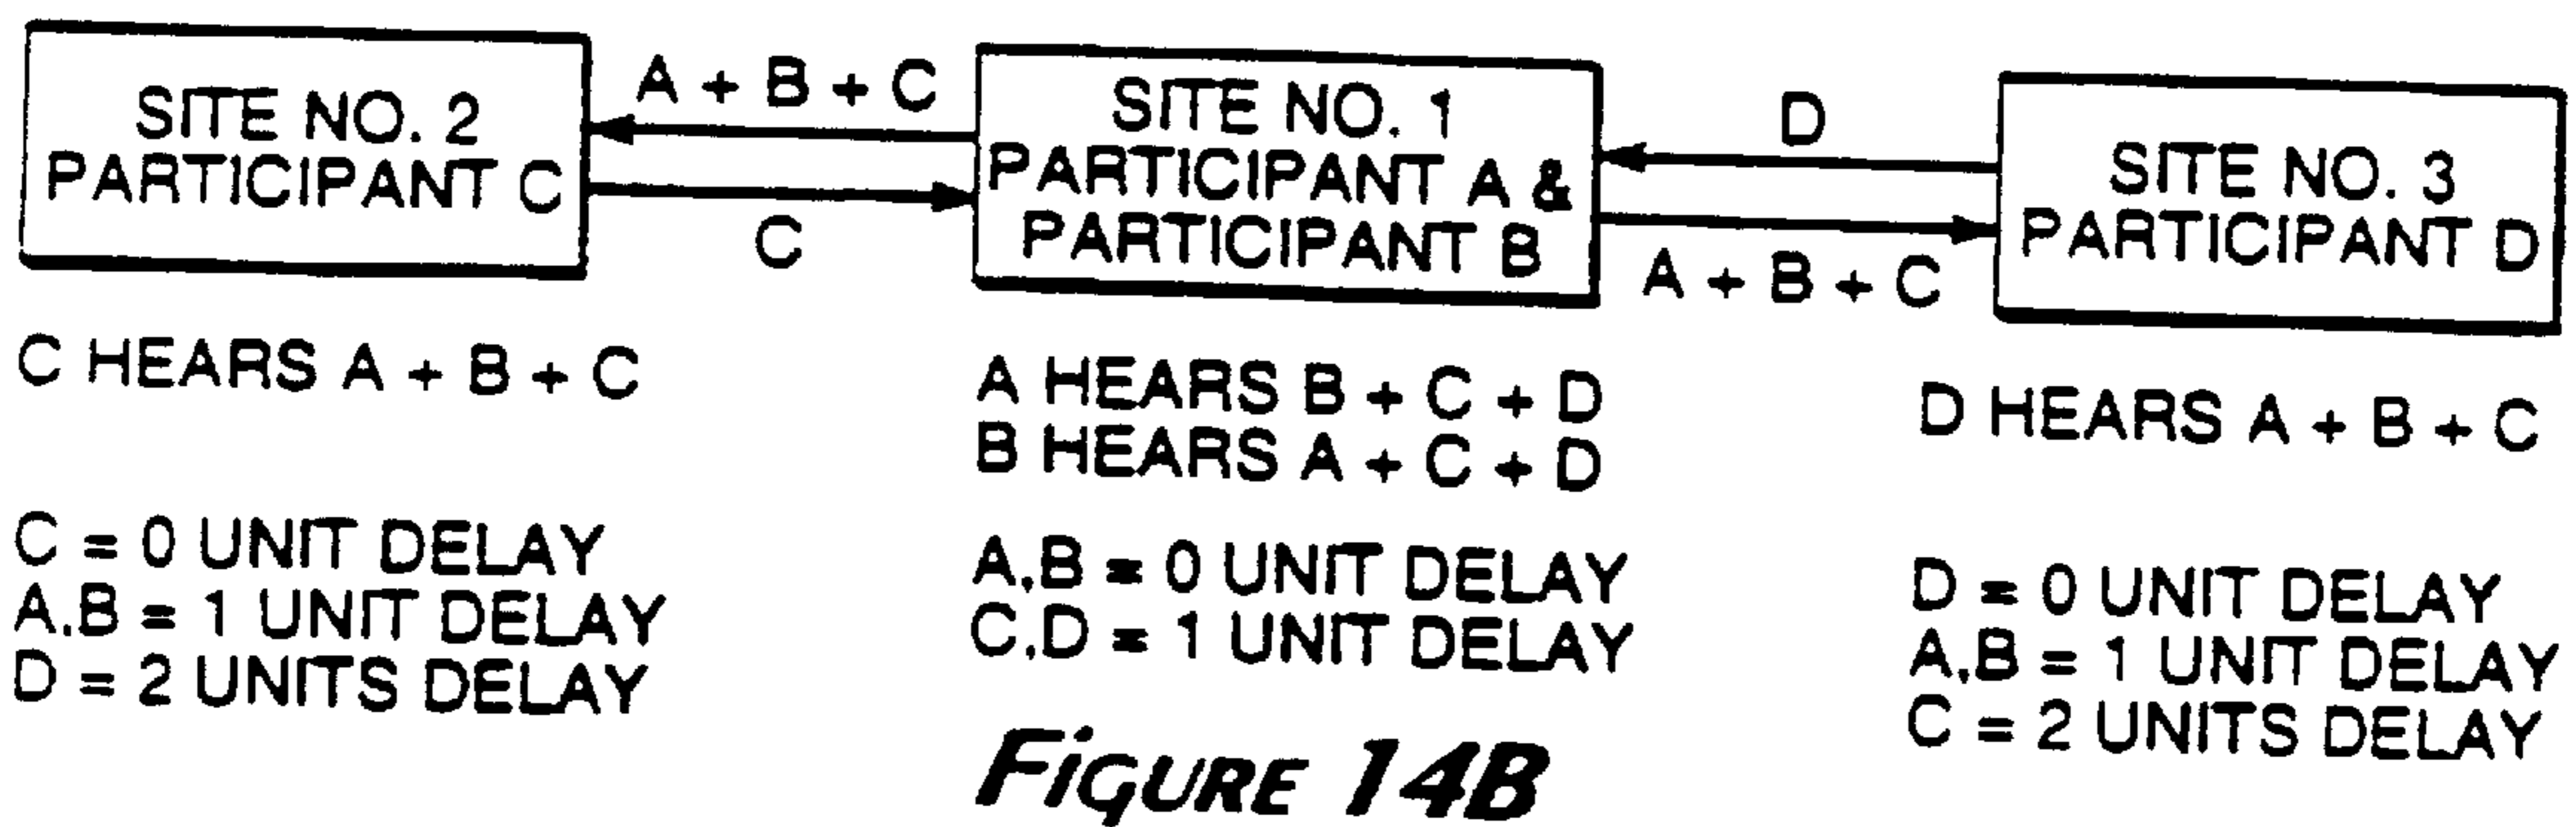 SITE NO. 2
PARTICIPANT C
A + B + C
C
SITE NO. 1
PARTICIPANT A &
PARTICIPANT B
D
A + B + C
SITE NO. 3
PARTICIPANT D
C HEARS A + B + C
C = 0 UNIT DELAY
A,B = 1 UNIT DELAY
D = 2 UNITS DELAY
A HEARS B + C + D
B HEARS A + C + D
A,B = 0 UNIT DELAY
C,D = 1 UNIT DELAY
D HEARS A + B + C
D = 0 UNIT DELAY
A,B = 1 UNIT DELAY
C = 2 UNITS DELAY
FIGURE 14B